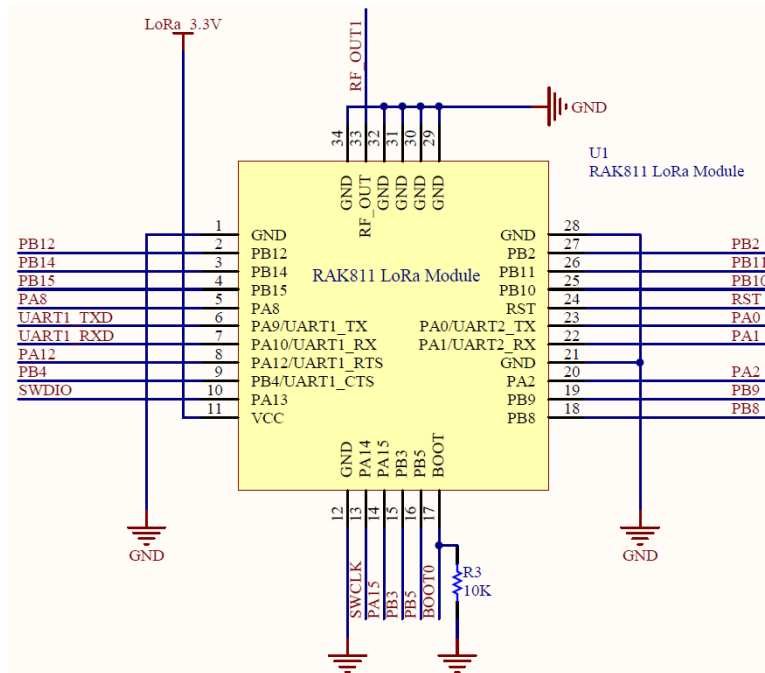 LoRa 3.3V
RF_OUT1
GND
34
33
32
31
30
29
U1
RAK811 LoRa Module
GND
RF_OUT
GND
GND
GND
GND
RAK811 LoRa Module
1 GND
PB12 2 PB12
PB14 3 PB14
PB15 4 PB15
PA8 5 PA8
UART1_TXD 6 PA9/UART1_TX
UART1_RXD 7 PA10/UART1_RX
PA12 8 PA12/UART1_RTS
PB4 9 PB4/UART1_CTS
SWDIO 10 PA13
11 VCC
GND 28
PB2 27 PB2
PB11 26 PB11
PB10 25 PB10
RST 24 RST
PA0/UART2_TX 23 PA0
PA1/UART2_RX 22 PA1
GND 21
PA2 20 PA2
PB9 19 PB9
PB8 18 PB8
GND
PA14
PA15
PB3
PB5
BOOT
12
13
14
15
16
17
SWCLK
PA15
PB3
PB5
BOOT0
R3
10K
GND
GND